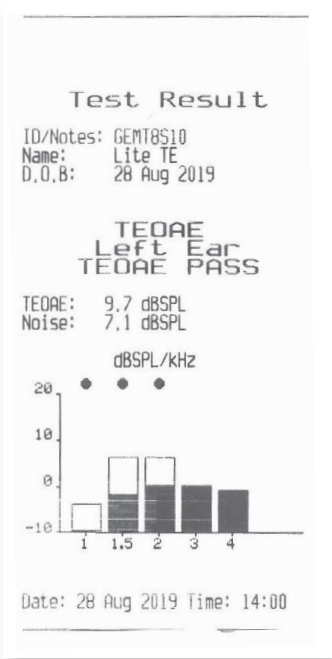 Test Result
ID/Notes: GEMT8S10
Name: Lite TE
D.O.B: 28 Aug 2019
TEOAE
Left Ear
TEOAE PASS
TEOAE: 9.7 dBSPL
Noise: 7.1 dBSPL
dBSPL/kHz
20
10
0
-10
1 1.5 2 3 4
Date: 28 Aug 2019 Time: 14:00